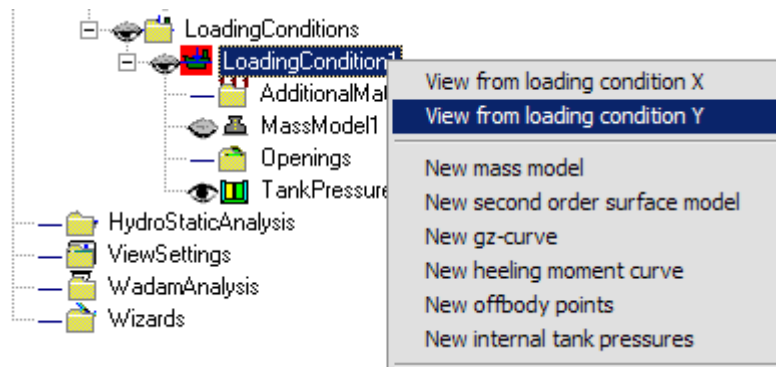 LoadingConditions
LoadingCondition1
AdditionalMat
MassModel1
Openings
TankPressure
HydroStaticAnalysis
ViewSettings
WadamAnalysis
Wizards
View from loading condition X
View from loading condition Y
New mass model
New second order surface model
New gz-curve
New heeling moment curve
New offbody points
New internal tank pressures